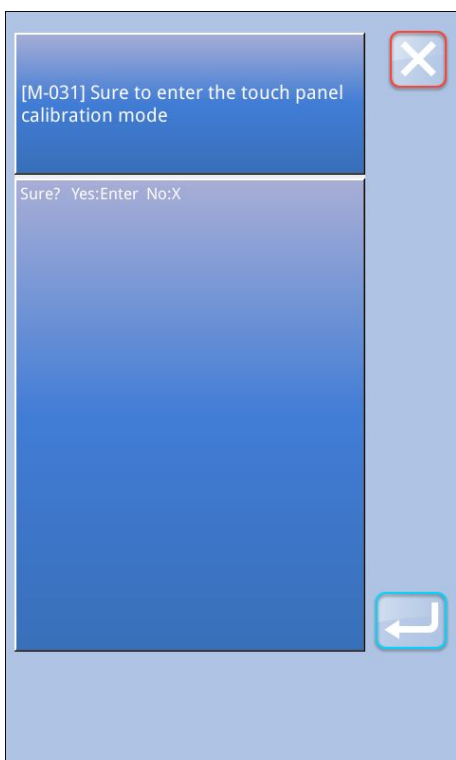 [M-031] Sure to enter the touch panel
calibration mode
Sure? Yes:Enter No:X